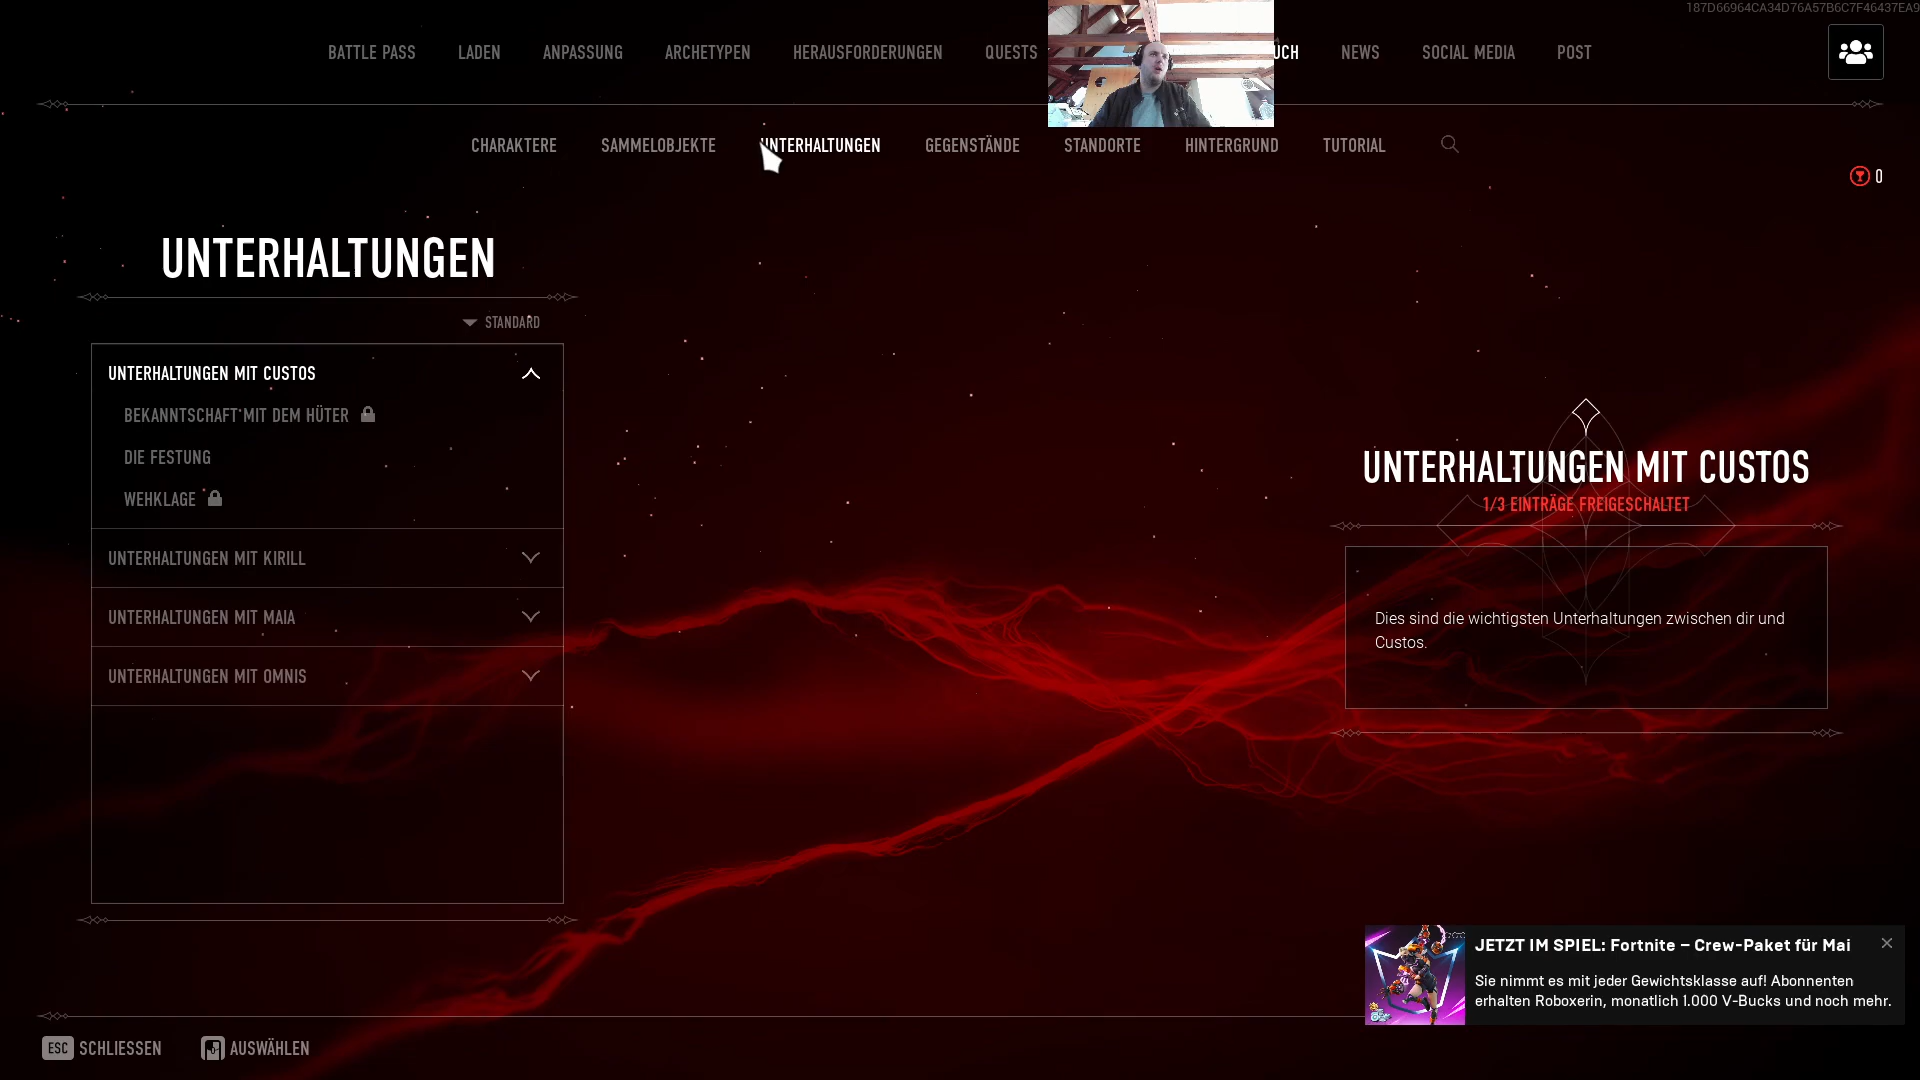 187D66964CA34D76A57B6C7F46437EA9
BATTLE PASS LADEN ANPASSUNG ARCHETYPEN HERAUSFORDERUNGEN QUESTS UCH NEWS SOCIAL MEDIA POST
CHARAKTERE SAMMELOBJEKTE UNTERHALTUNGEN GEGENSTÄNDE STANDORTE HINTERGRUND TUTORIAL
0
UNTERHALTUNGEN
STANDARD
UNTERHALTUNGEN MIT CUSTOS
BEKANNTSCHAFT MIT DEM HÜTER
DIE FESTUNG
WEHKLAGE
UNTERHALTUNGEN MIT KIRILL
UNTERHALTUNGEN MIT MAIA
UNTERHALTUNGEN MIT OMNIS
UNTERHALTUNGEN MIT CUSTOS
1/3 EINTRÄGE FREIGESCHALTET
Dies sind die wichtigsten Unterhaltungen zwischen dir und
Custos.
JETZT IM SPIEL: Fortnite – Crew-Paket für Mai
Sie nimmt es mit jeder Gewichtsklasse auf! Abonnenten
erhalten Roboxerin, monatlich 1.000 V-Bucks und noch mehr.
ESC SCHLIESSEN AUSWÄHLEN